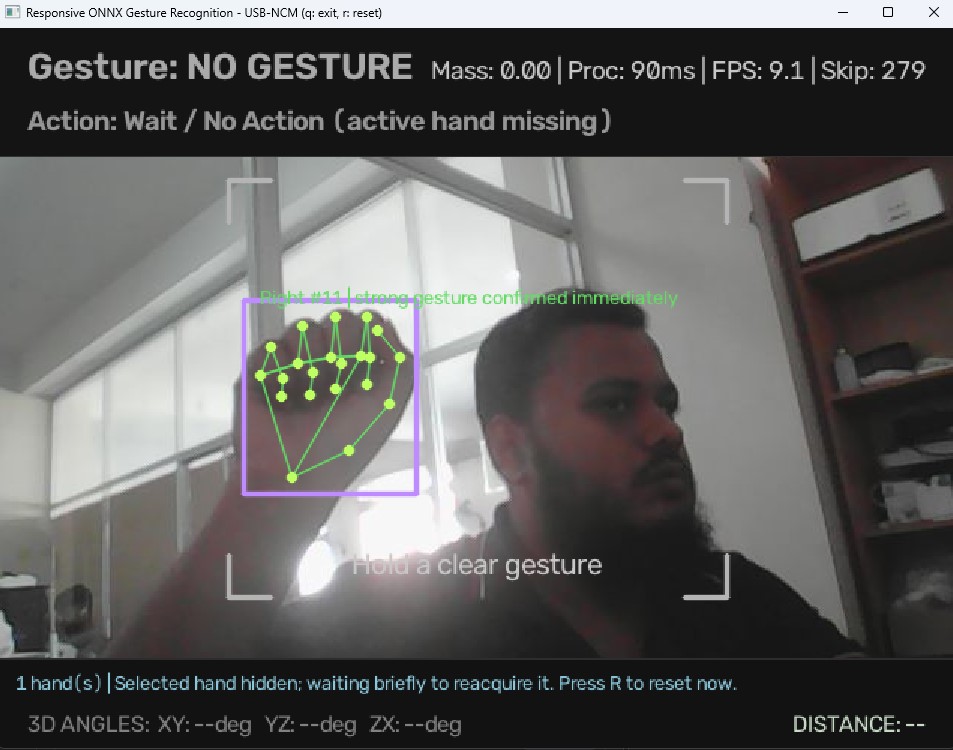 Responsive ONNX Gesture Recognition - USB-NCM (q: exit, r: reset)
Gesture: NO GESTURE Mass: 0.00 | Proc: 90ms | FPS: 9.1 | Skip: 279
Action: Wait / No Action (active hand missing)
Right #11 | strong gesture confirmed immediately
Hold a clear gesture
1 hand(s) | Selected hand hidden; waiting briefly to reacquire it. Press R to reset now.
3D ANGLES: XY: --deg YZ: --deg ZX: --deg DISTANCE: --